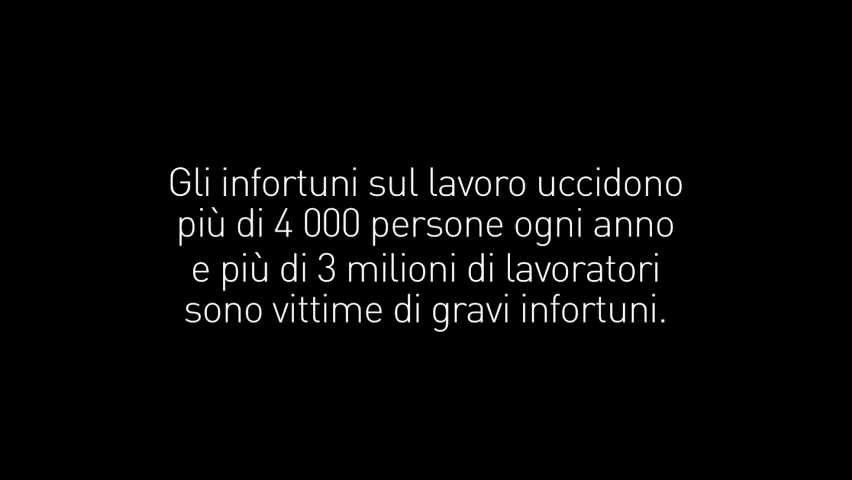 Gli infortuni sul lavoro uccidono
più di 4 000 persone ogni anno
e più di 3 milioni di lavoratori
sono vittime di gravi infortuni.